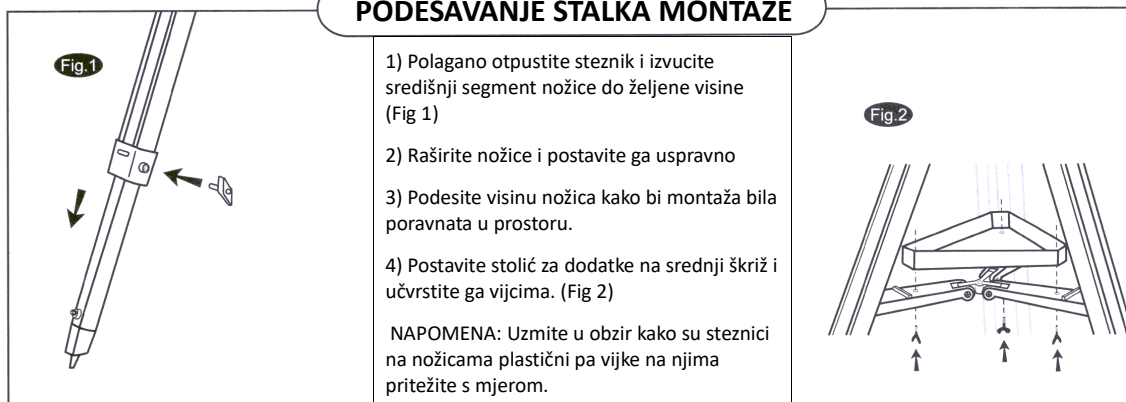 PODEŠAVANJE STALKA MONTAŽE
Fig.1
1) Polagano otpustite steznik i izvucite
središnji segment nožice do željene visine
(Fig 1)
2) Raširite nožice i postavite ga uspravno
3) Podesite visinu nožica kako bi montaža bila
poravnata u prostoru.
4) Postavite stolić za dodatke na srednji škriž i
učvrstite ga vijcima. (Fig 2)
NAPOMENA: Uzmite u obzir kako su steznici
na nožicama plastični pa vijke na njima
pritežite s mjerom.
Fig.2